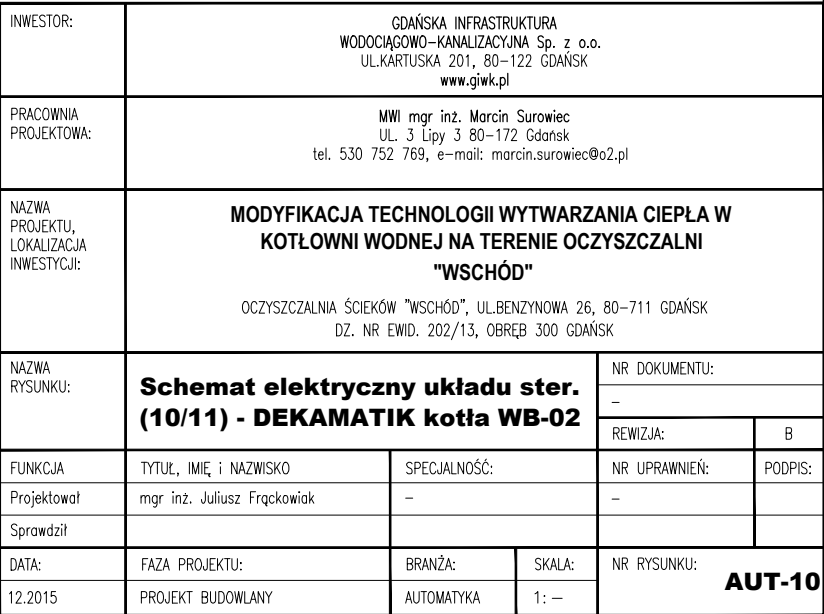 INWESTOR:
GDAŃSKA INFRASTRUKTURA
WODOCIĄGOWO-KANALIZACYJNA Sp. z o.o.
UL.KARTUSKA 201, 80-122 GDAŃSK
www.giwk.pl
PRACOWNIA
PROJEKTOWA:
MWI mgr inż. Marcin Surowiec
UL. 3 Lipy 3 80-172 Gdańsk
tel. 530 752 769, e-mail: marcin.surowiec@o2.pl
NAZWA
PROJEKTU,
LOKALIZACJA
INWESTYCJI:
MODYFIKACJA TECHNOLOGII WYTWARZANIA CIEPŁA W
KOTŁOWNI WODNEJ NA TERENIE OCZYSZCZALNI
"WSCHÓD"
OCZYSZCZALNIA ŚCIEKÓW "WSCHÓD", UL.BENZYNOWA 26, 80-711 GDAŃSK
DZ. NR EWID. 202/13, OBRĘB 300 GDAŃSK
NAZWA
RYSUNKU:
Schemat elektryczny układu ster.
(10/11) - DEKAMATIK kotła WB-02
NR DOKUMENTU:
–
REWIZJA: B
FUNKCJA TYTUŁ, IMIĘ i NAZWISKO SPECJALNOŚĆ: NR UPRAWNIEŃ: PODPIS:
Projektował mgr inż. Juliusz Frąckowiak – –
Sprawdził
DATA: FAZA PROJEKTU: BRANŻA: SKALA: NR RYSUNKU:
12.2015 PROJEKT BUDOWLANY AUTOMATYKA 1: – AUT-10